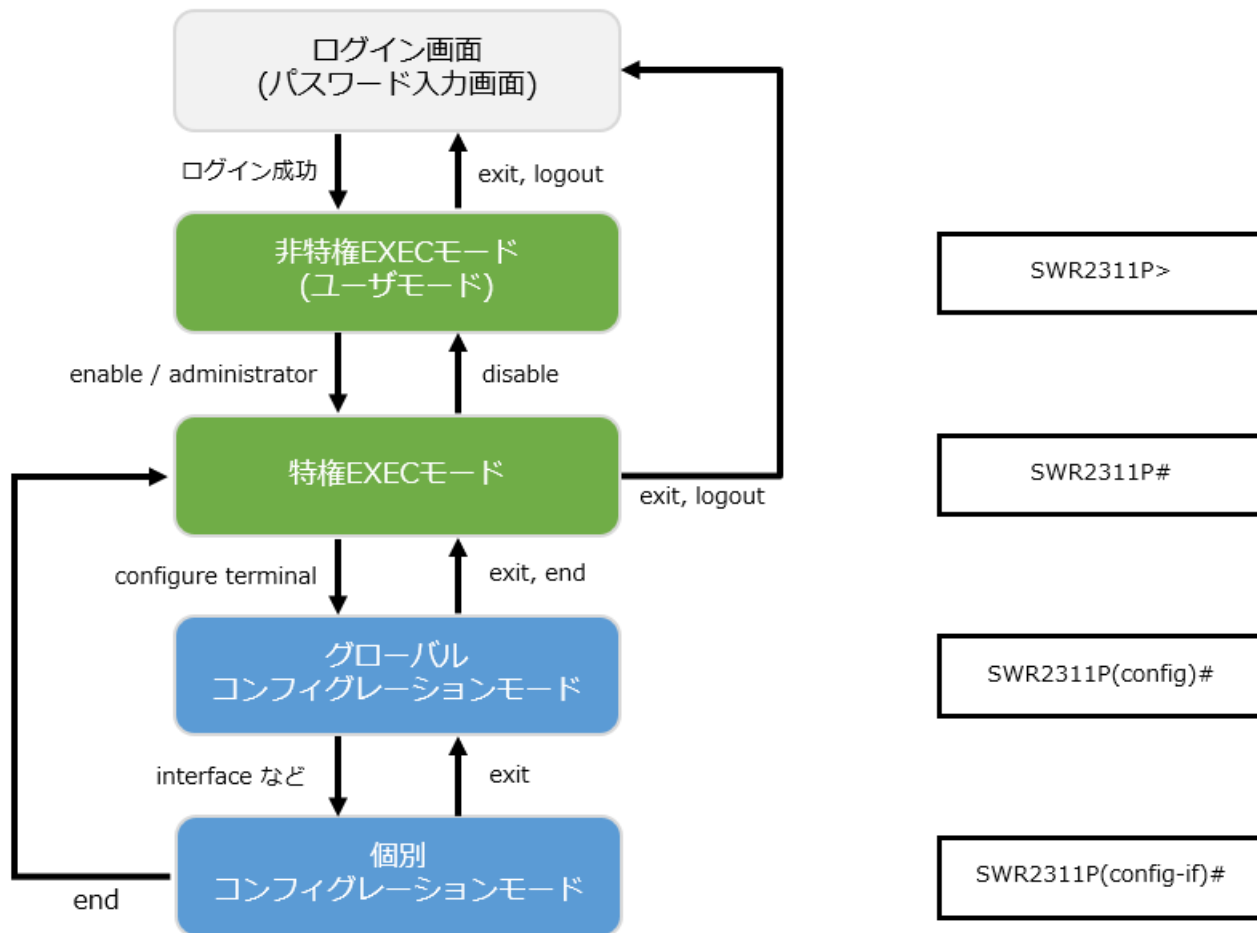 ログイン画面
(パスワード入力画面)
ログイン成功
exit, logout
非特権EXECモード
(ユーザモード)
SWR2311P>
enable / administrator
disable
特権EXECモード
SWR2311P#
exit, logout
configure terminal
exit, end
グローバル
コンフィグレーションモード
SWR2311P(config)#
interface など
exit
個別
コンフィグレーションモード
SWR2311P(config-if)#
end